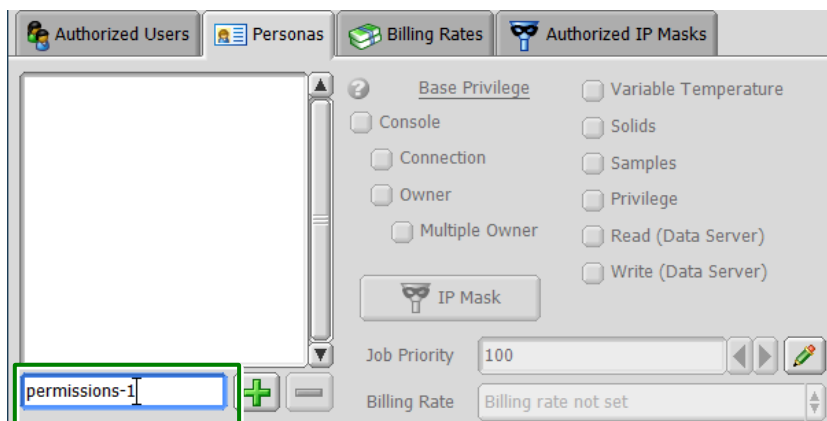 Authorized Users Personas Billing Rates Authorized IP Masks
Base Privilege
Console
Connection
Owner
Multiple Owner
Variable Temperature
Solids
Samples
Privilege
Read (Data Server)
Write (Data Server)
IP Mask
Job Priority 100
permissions-1
Billing Rate Billing rate not set